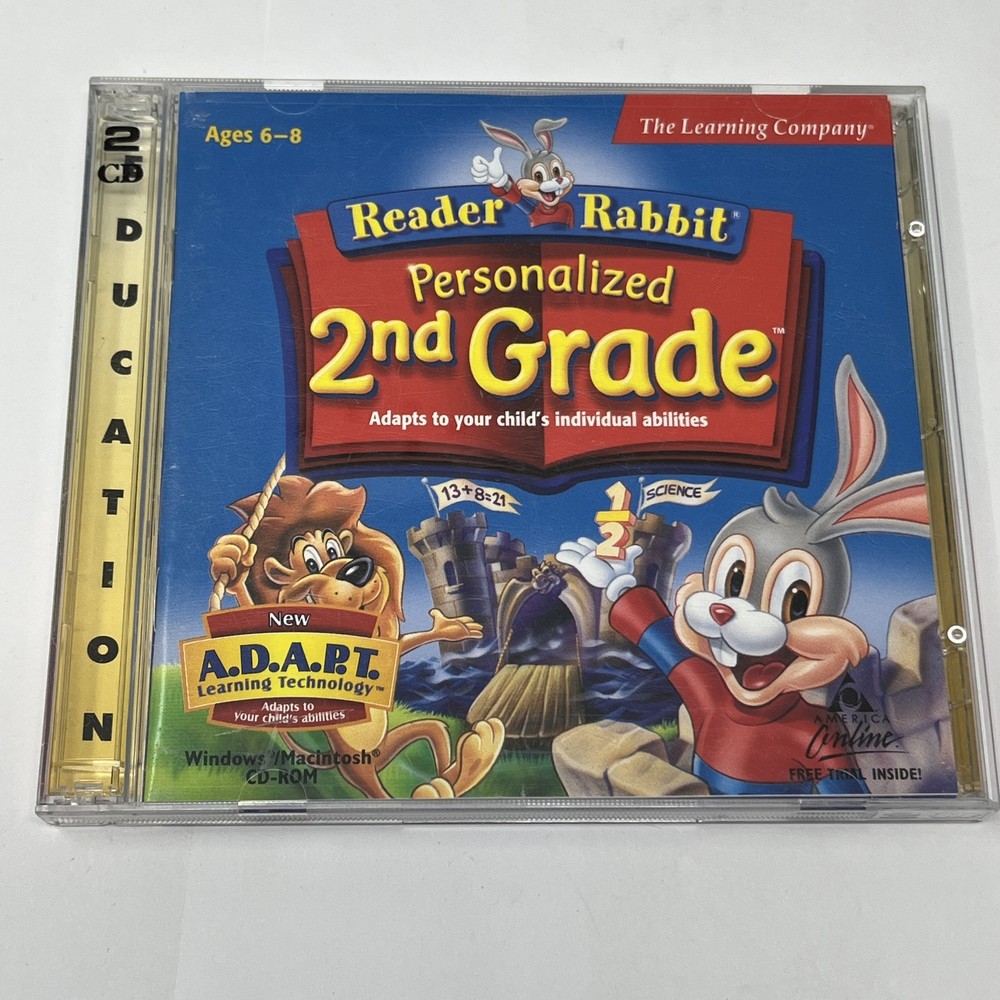 2
CD
EDUCATION
Ages 6–8
The Learning Company®
Reader Rabbit®
Personalized
2nd Grade™
Adapts to your child's individual abilities
13+8=21
1
2
SCIENCE
New
A.D.A.P.T.
Learning Technology™
Adapts to
your child's abilities
Windows®/Macintosh®
CD-ROM
AMERICA
Online.
FREE TRIAL INSIDE!